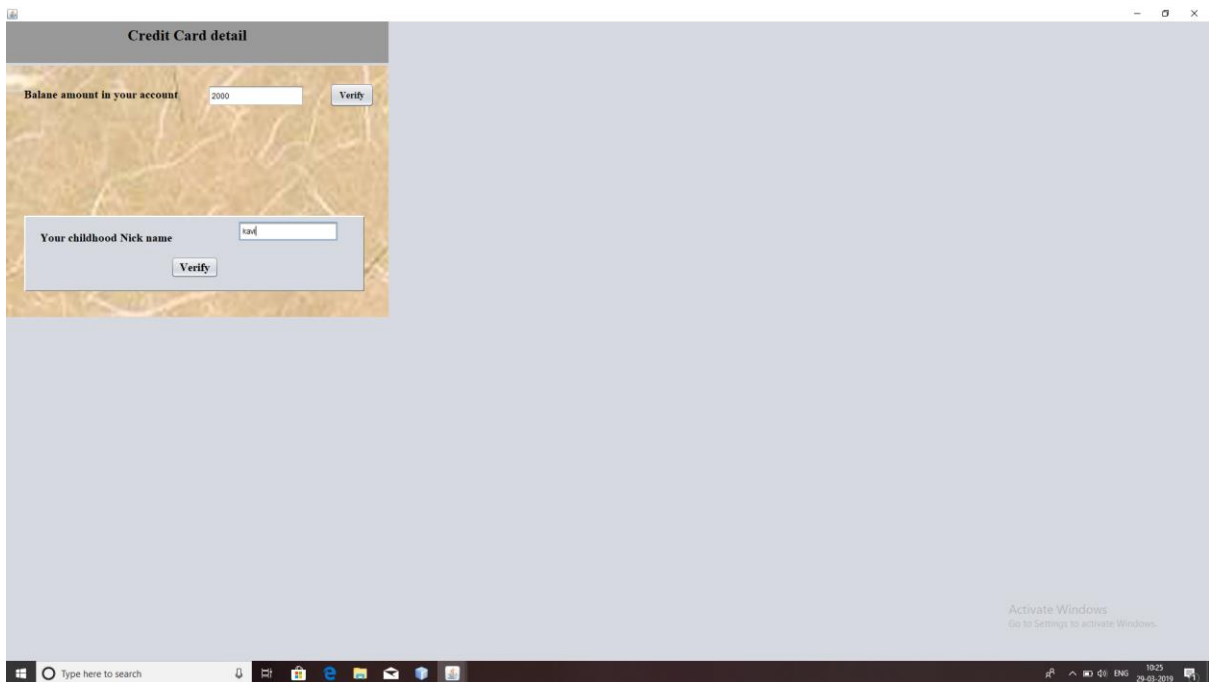 Credit Card detail
Balane amount in your account 2000 Verify
Your childhood Nick name kavi
Verify
Activate Windows
Go to Settings to activate Windows.
Type here to search
ENG 10:25
29-03-2019